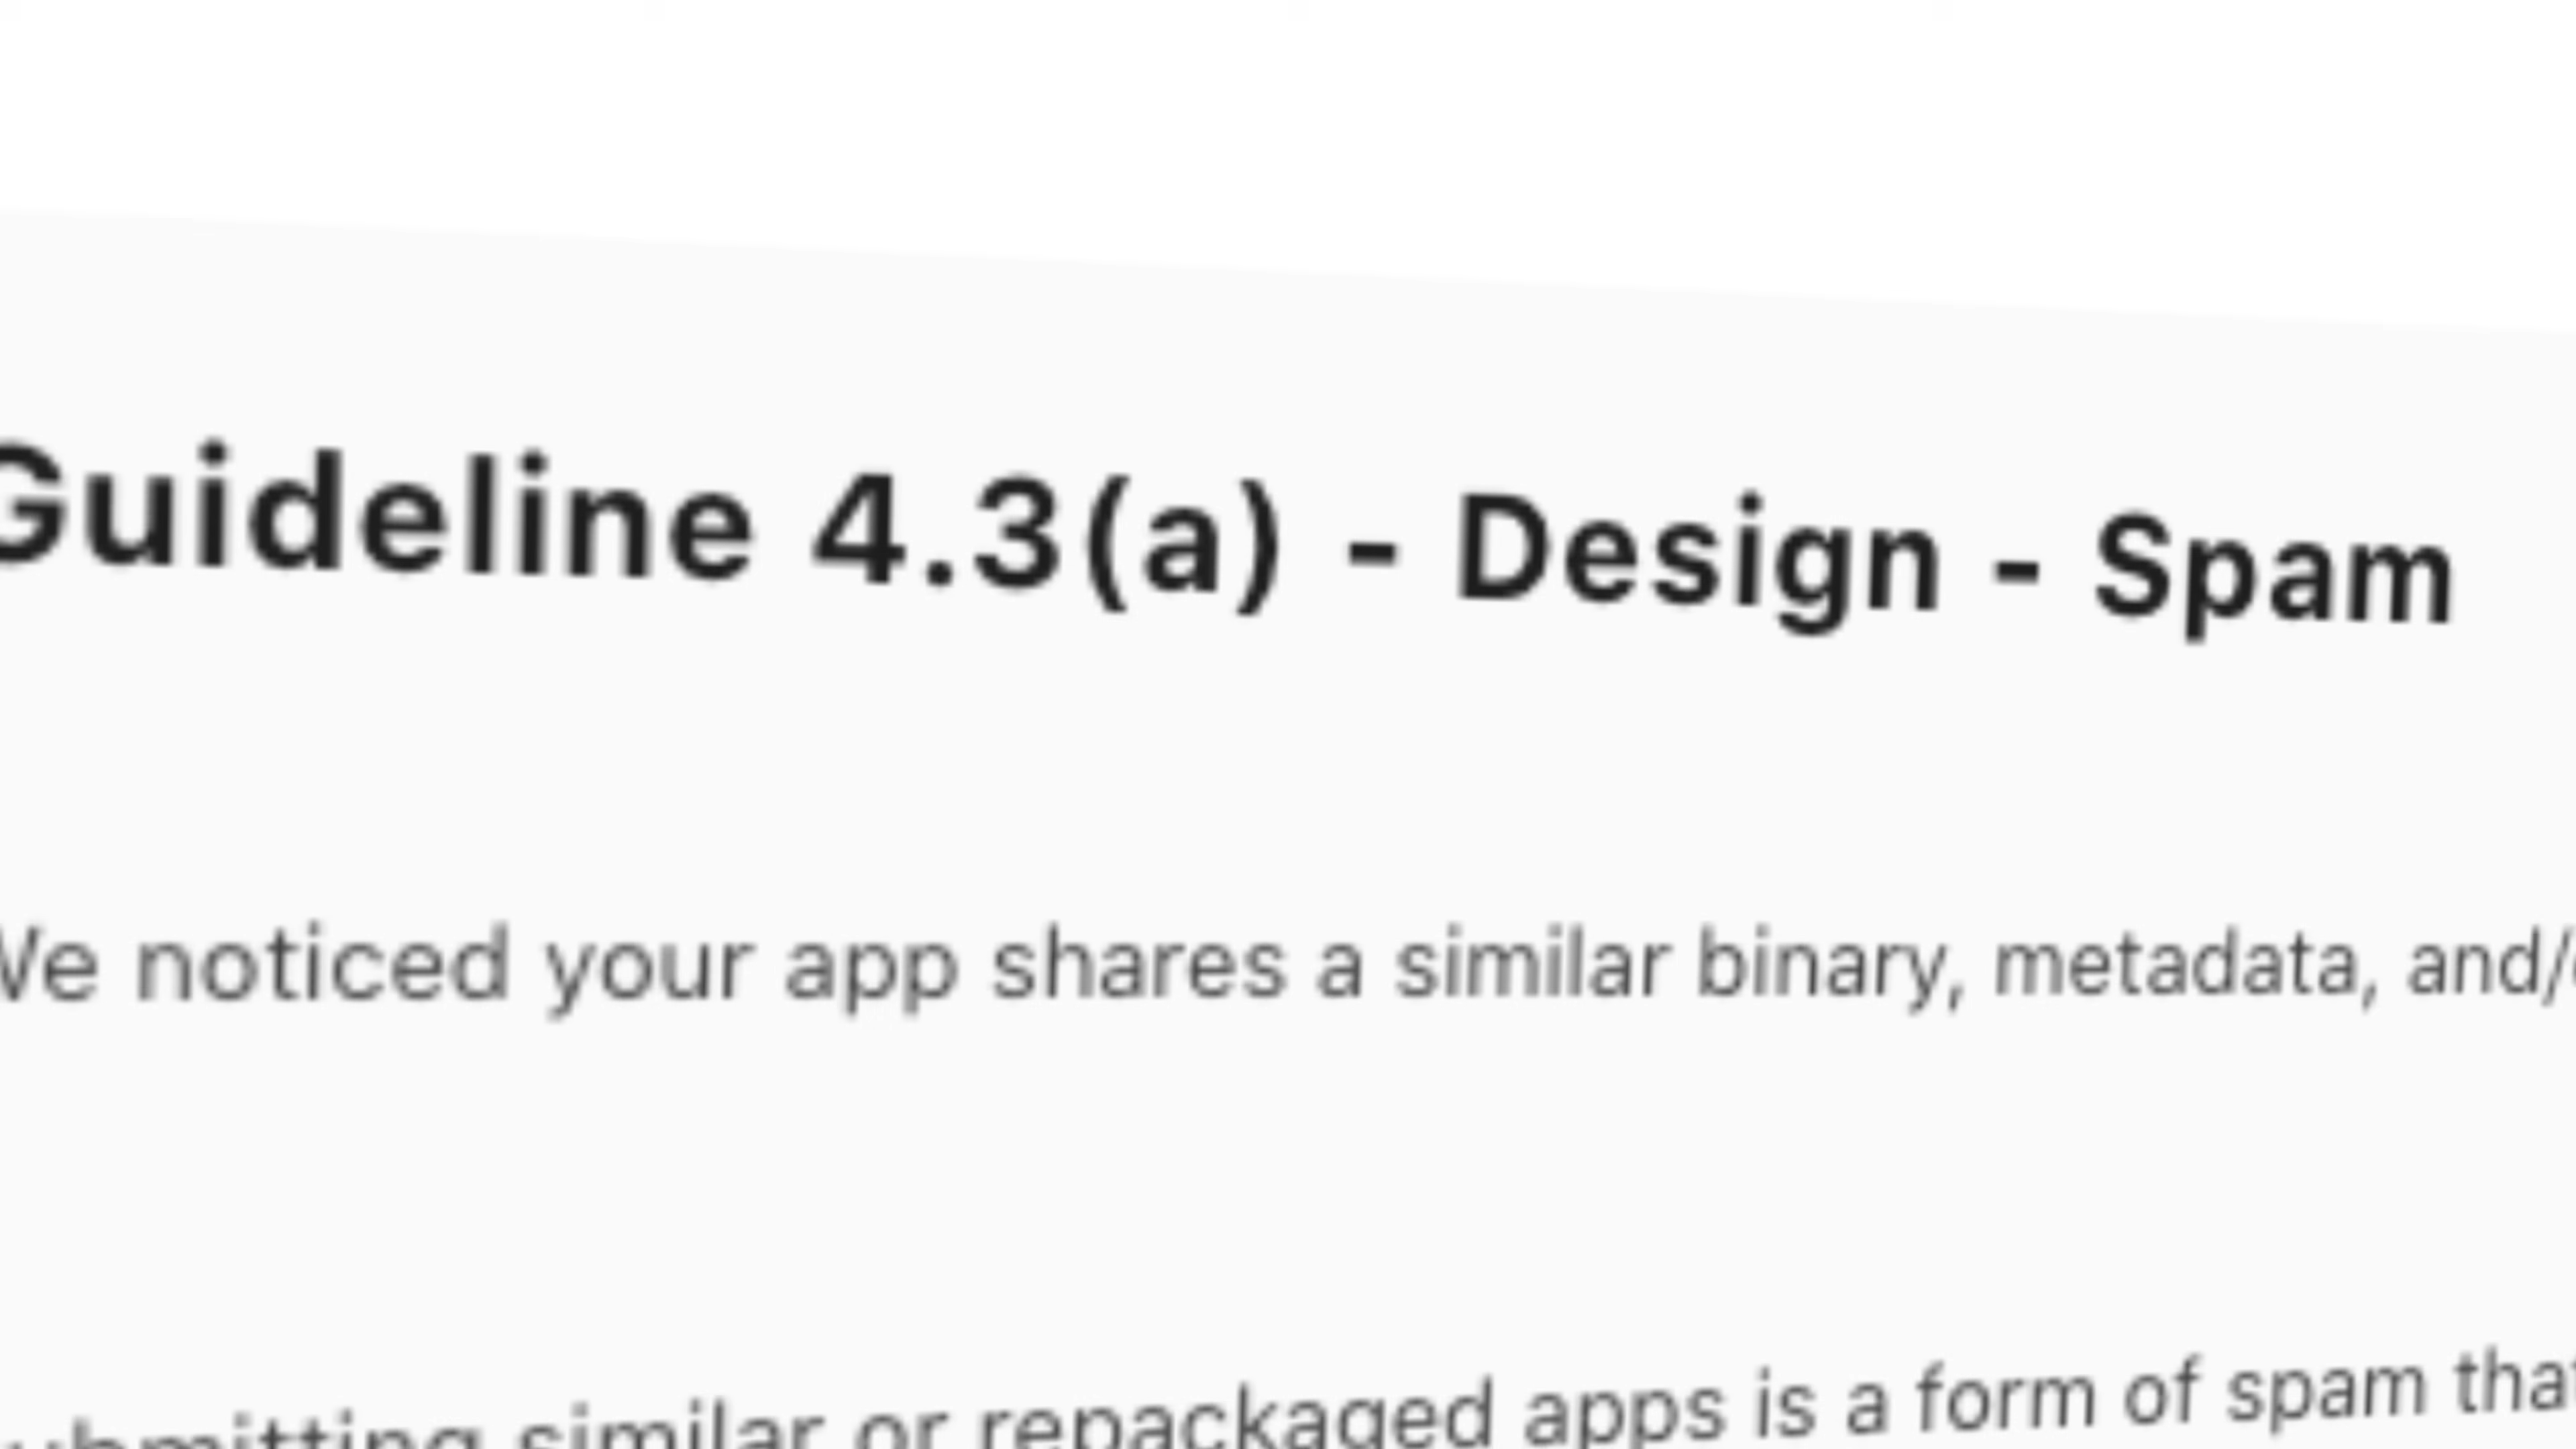 Guideline 4.3(a) - Design - Spam
We noticed your app shares a similar binary, metadata, and/
submitting similar or repackaged apps is a form of spam that